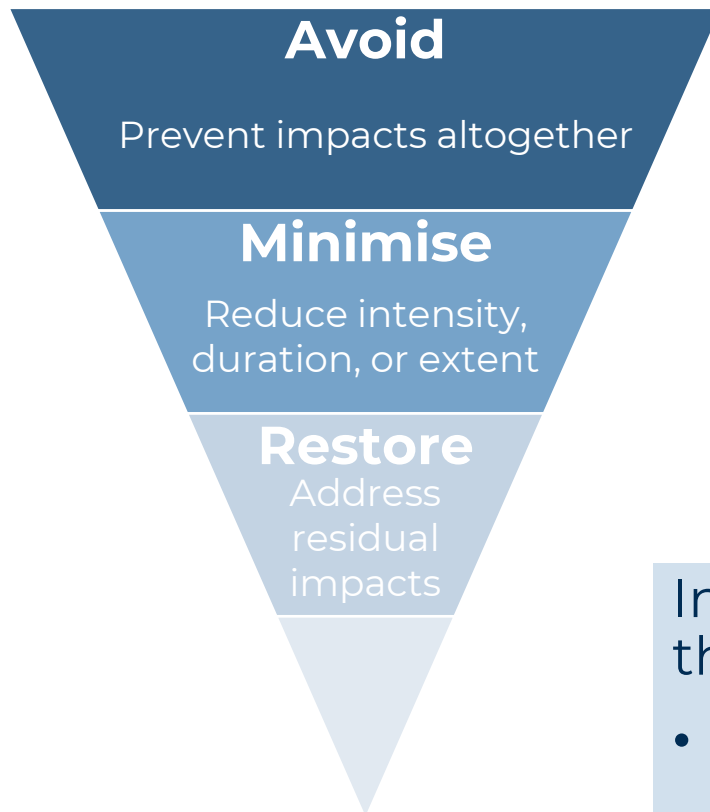 Avoid
Prevent impacts altogether
Minimise
Reduce intensity,
duration, or extent
Restore
Address
residual
impacts
•